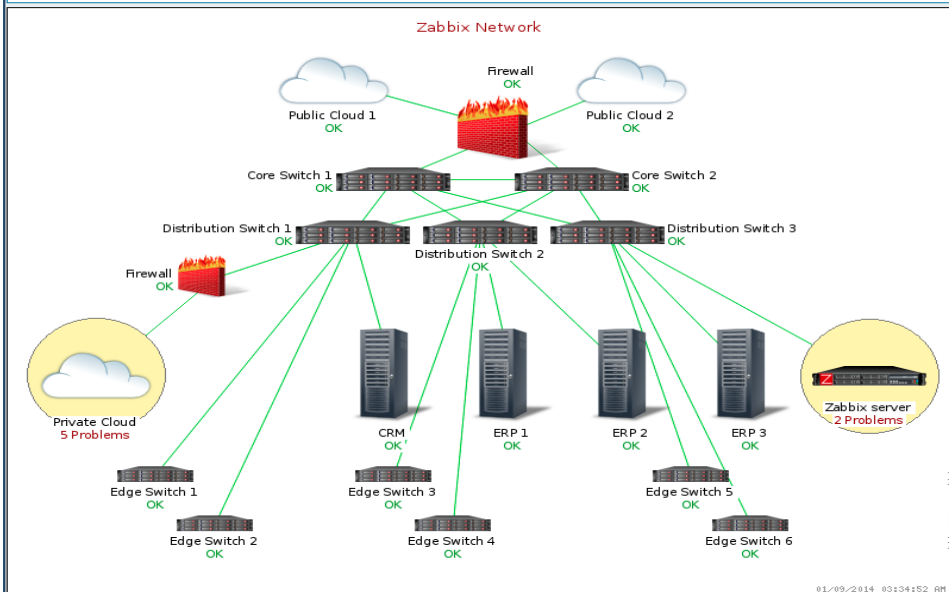 Zabbix Network
Firewall
OK
Public Cloud 1
OK
Public Cloud 2
OK
Core Switch 1
OK
Core Switch 2
OK
Distribution Switch 1
OK
Distribution Switch 2
OK
Distribution Switch 3
OK
Firewall
OK
Private Cloud
5 Problems
CRM
OK
ERP 1
OK
ERP 2
OK
ERP 3
OK
Z
Zabbix server
2 Problems
Edge Switch 1
OK
Edge Switch 2
OK
Edge Switch 3
OK
Edge Switch 4
OK
Edge Switch 5
OK
Edge Switch 6
OK
01/09/2014 03:34:52 AM